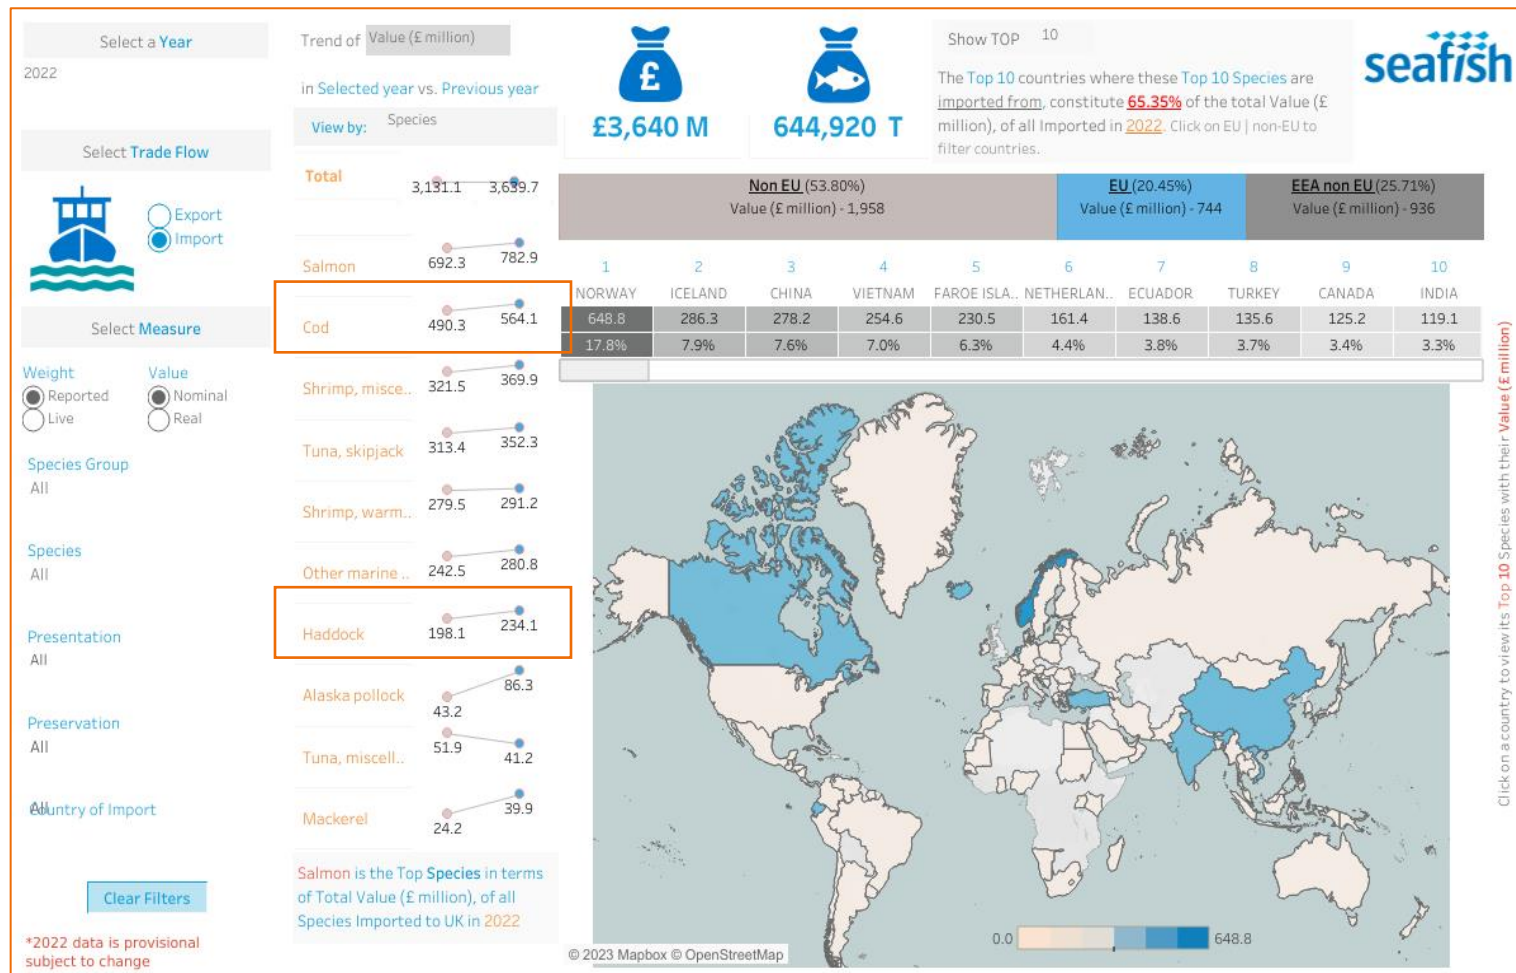 Select a Year
2022
Select Trade Flow
Export
Import
Select Measure
Weight
Value
Reported
Nominal
Live
Real
Species Group
All
Species
All
Presentation
All
Preservation
All
Country of Import
All
Clear Filters
*2022 data is provisional
subject to change
Trend of Value (£ million)
in Selected year vs. Previous year
View by: Species
Total
3,131.1 3,639.7
Salmon 692.3 782.9
Cod 490.3 564.1
Shrimp, misce.. 321.5 369.9
Tuna, skipjack 313.4 352.3
Shrimp, warm.. 279.5 291.2
Other marine .. 242.5 280.8
Haddock 198.1 234.1
Alaska pollock 43.2 86.3
Tuna, miscell.. 51.9 41.2
Mackerel 24.2 39.9
Salmon is the Top Species in terms
of Total Value (£ million), of all
Species Imported to UK in 2022
£
£3,640 M
644,920 T
Show TOP 10
The Top 10 countries where these Top 10 Species are
imported from, constitute 65.35% of the total Value (£
million), of all Imported in 2022. Click on EU | non-EU to
filter countries.
seafish
Non EU (53.80%)
Value (£ million) - 1,958
EU (20.45%)
Value (£ million) - 744
EEA non EU (25.71%)
Value (£ million) - 936
1 2 3 4 5 6 7 8 9 10
NORWAY ICELAND CHINA VIETNAM FAROE ISLA.. NETHERLAN.. ECUADOR TURKEY CANADA INDIA
648.8 286.3 278.2 254.6 230.5 161.4 138.6 135.6 125.2 119.1
17.8% 7.9% 7.6% 7.0% 6.3% 4.4% 3.8% 3.7% 3.4% 3.3%
0.0 648.8
© 2023 Mapbox © OpenStreetMap
Click on a country to view its Top 10 Species with their Value (£ million)